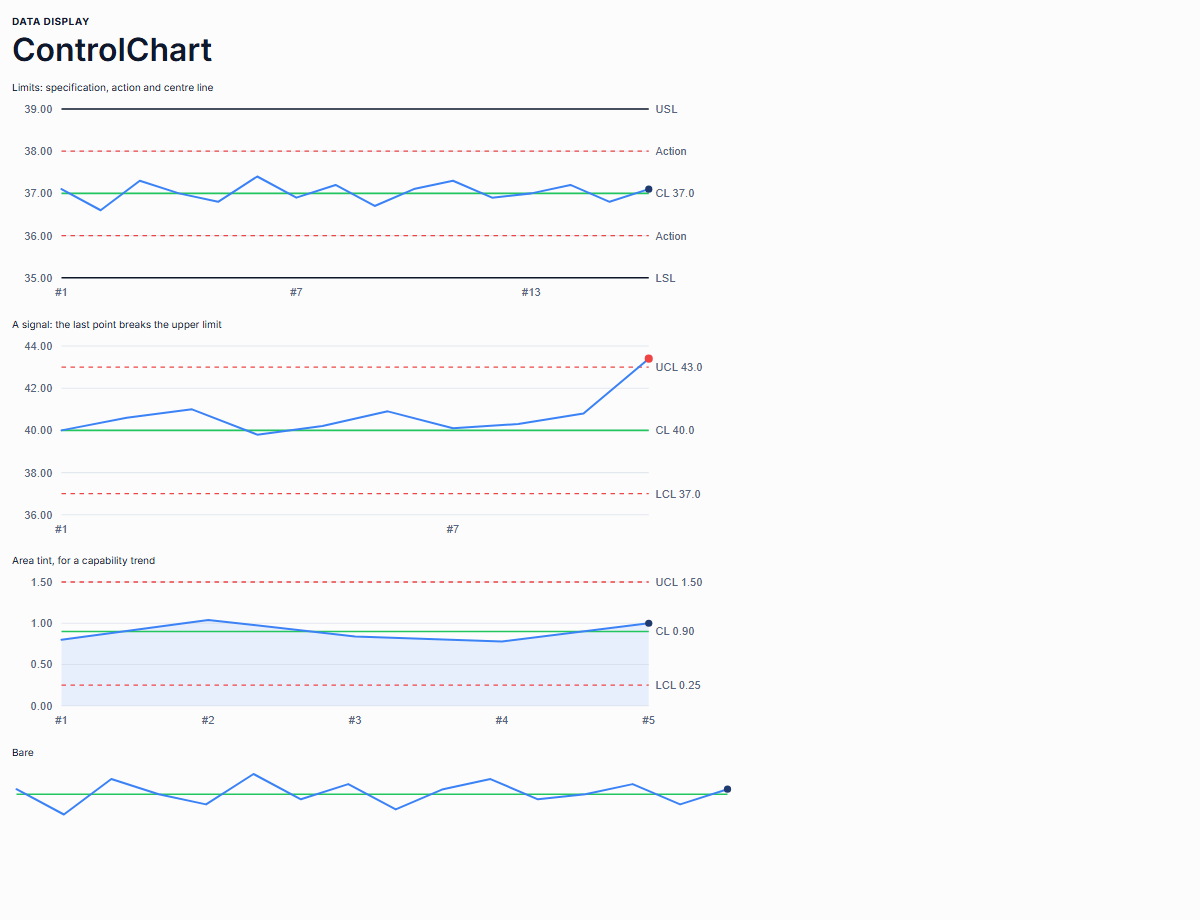 DATA DISPLAY
ControlChart
Limits: specification, action and centre line
39.00 USL
38.00 Action
37.00 CL 37.0
36.00 Action
35.00 LSL
#1 #7 #13
A signal: the last point breaks the upper limit
44.00
UCL 43.0
42.00
40.00 CL 40.0
38.00
LCL 37.0
36.00
#1 #7
Area tint, for a capability trend
1.50 UCL 1.50
1.00
CL 0.90
0.50
LCL 0.25
0.00
#1 #2 #3 #4 #5
Bare